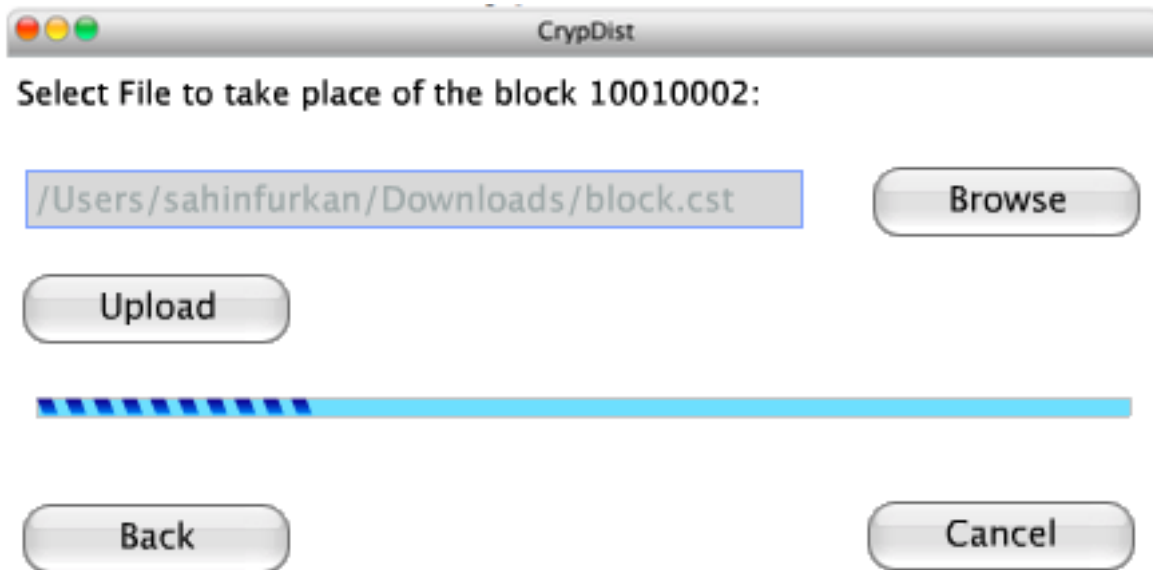 CrypDist
Select File to take place of the block 10010002:
/Users/sahinfurkan/Downloads/block.cst
Browse
Upload
Back
Cancel